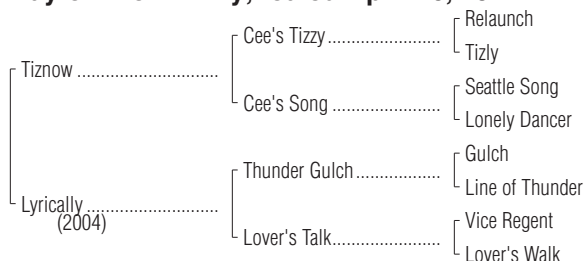 Relaunch
Cee's Tizzy
Tizly
Tiznow
Seattle Song
Cee's Song
Lonely Dancer
Gulch
Thunder Gulch
Line of Thunder
Lyrically
(2004)
Vice Regent
Lover's Talk
Lover's Walk